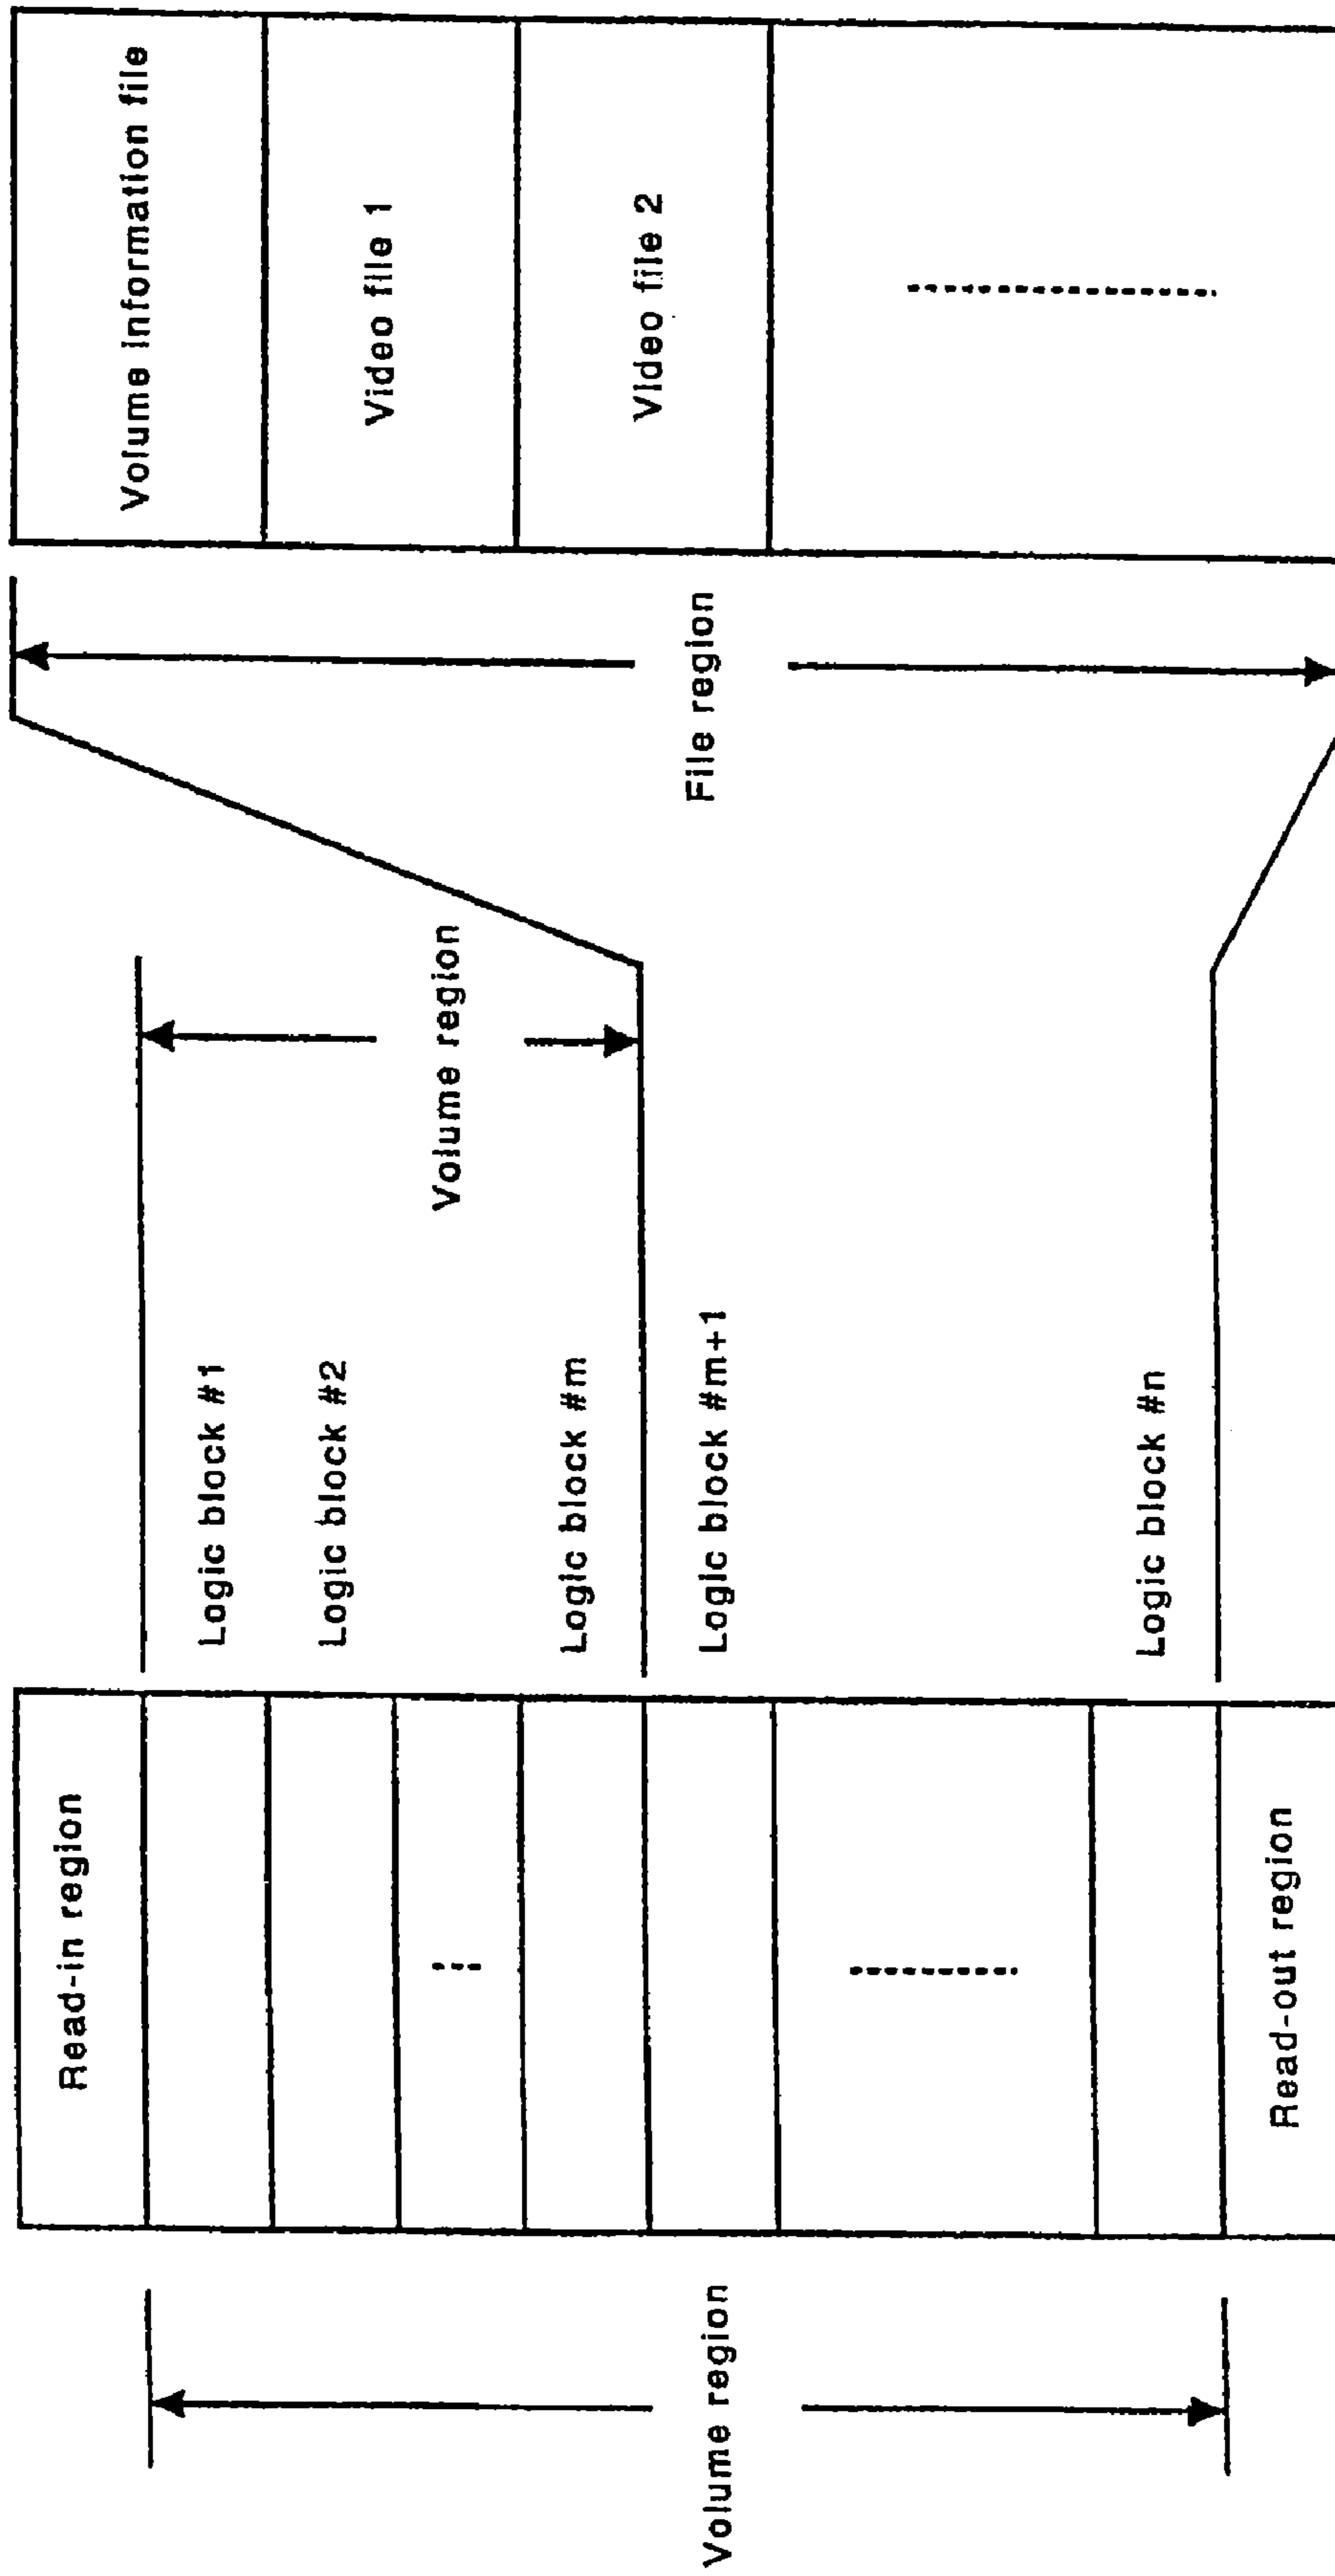 Volume region
Read-in region
Read-out region
Logic block #1
Logic block #2
Logic block #m
Logic block #m+1
Logic block #n
Volume region
File region
Volume information file
Video file 1
Video file 2